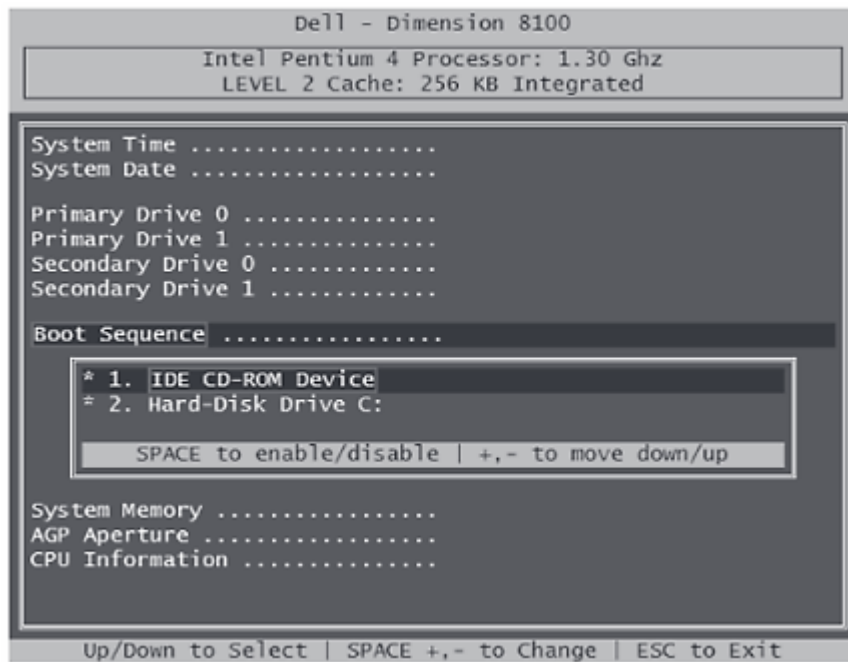 Dell - Dimension 8100
Intel Pentium 4 Processor: 1.30 Ghz
LEVEL 2 Cache: 256 KB Integrated
System Time ...................
System Date ...................
Primary Drive 0 ...............
Primary Drive 1 ...............
Secondary Drive 0 .............
Secondary Drive 1 .............
Boot Sequence .................
* 1. IDE CD-ROM Device
* 2. Hard-Disk Drive C:
SPACE to enable/disable | +,- to move down/up
System Memory .................
AGP Aperture ..................
CPU Information ...............
Up/Down to Select | SPACE +,- to Change | ESC to Exit